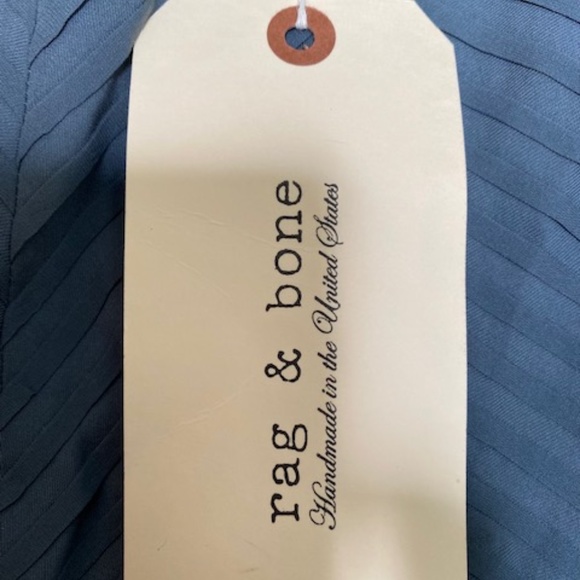 rag & bone
Handmade in the United States